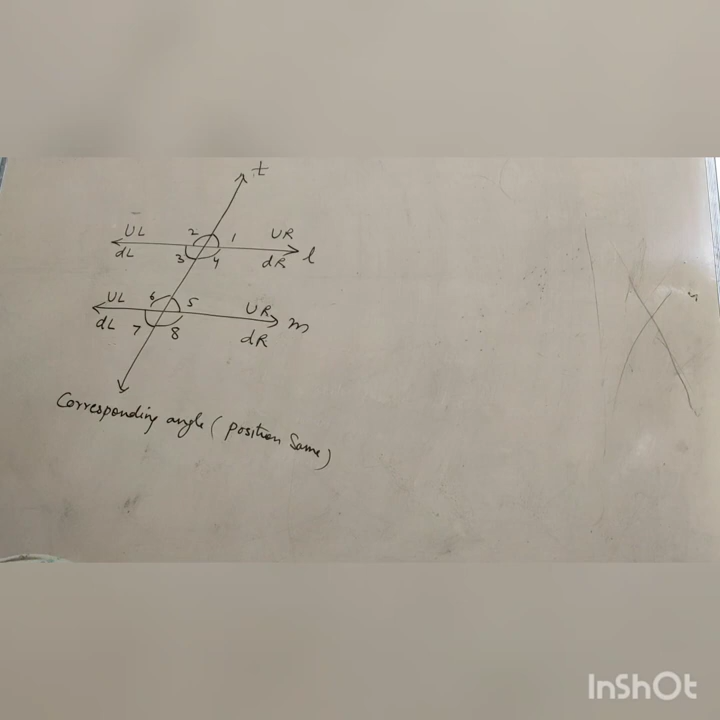 t
UL 2 1 UR
dL 3 4 dR l
UL 6 5 UR
dL 7 8 dR m
Corresponding angle (position Same)
InShOt